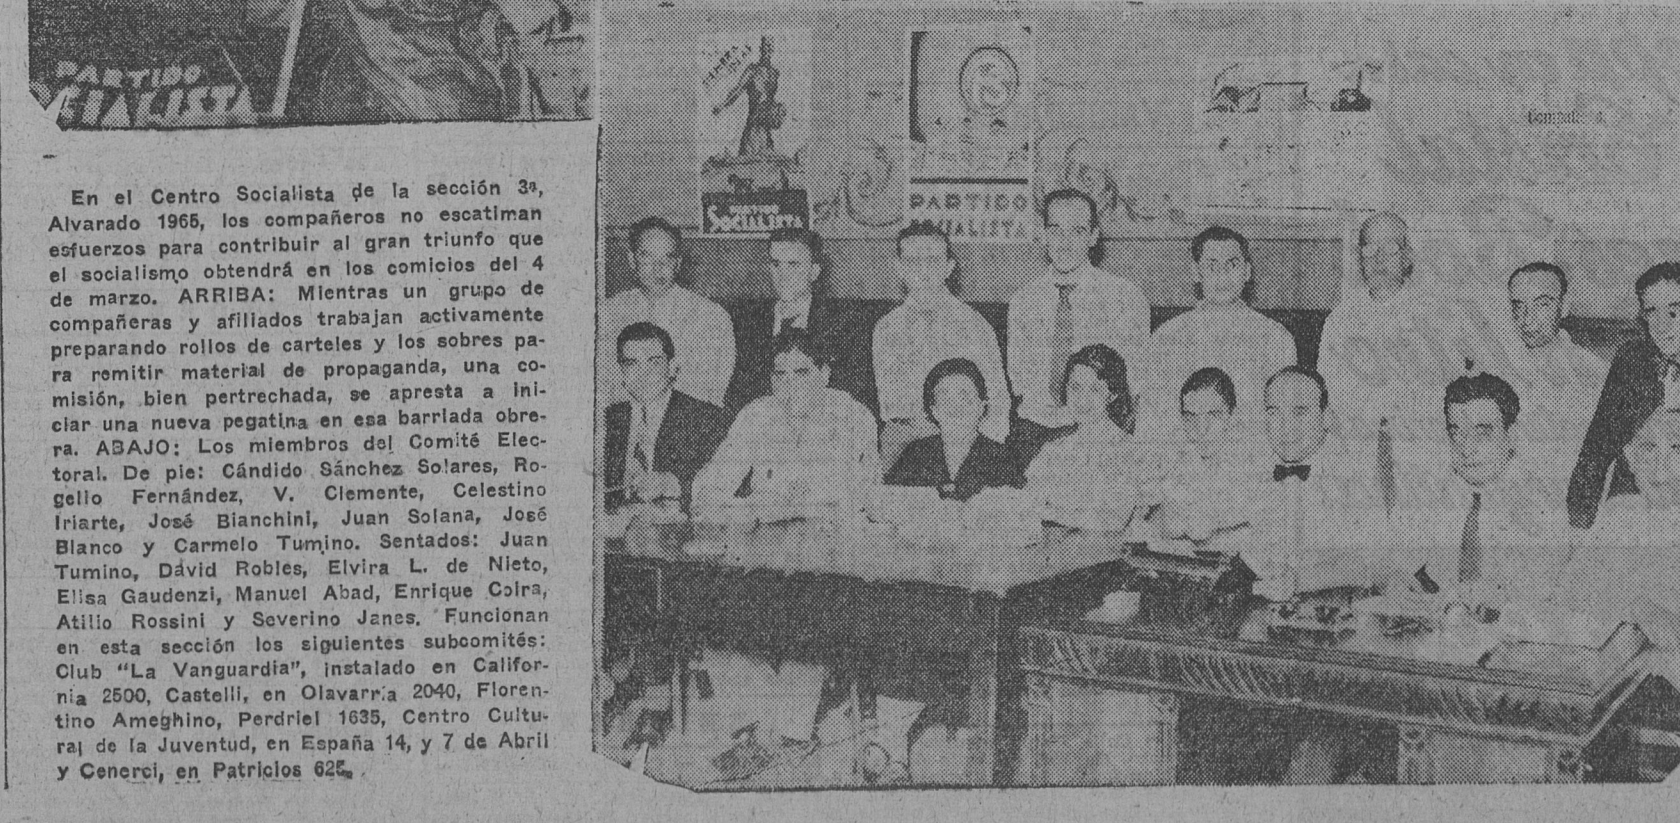 PARTIDO
En el Centro Socialista de la sección 3ª,
Alvarado 1965, los compañeros no escatiman
esfuerzos para contribuir al gran triunfo que
el socialismo obtendrá en los comicios del 4
de marzo. ARRIBA: Mientras un grupo de
compañeras y afiliados trabajan activamente
preparando rollos de carteles y los sobres pa-
ra remitir material de propaganda, una co-
misión, bien pertrechada, se apresta a ini-
ciar una nueva pegatina en esa barriada obre-
ra. ABAJO: Los miembros del Comité Elec-
toral. De pie: Cándido Sánchez Solares, Ro-
gelio Fernández, V. Clemente, Celestino
Iriarte, José Bianchini, Juan Solana, José
Blanco y Carmelo Tumino. Sentados: Juan
Tumino, David Robles, Elvira L. de Nieto,
Elisa Gaudenzi, Manuel Abad, Enrique Coira,
Atilio Rossini y Severino Janes. Funcionan
en esta sección los siguientes subcomités:
Club "La Vanguardia", instalado en Califor-
nia 2500, Castelli, en Olavarría 2040, Floren-
tino Ameghino, Perdriel 1635, Centro Cultu-
ral de la Juventud, en España 14, y 7 de Abril
y Cenerci, en Patricios 625.
SOCIALISTA
PARTIDO
SOCIALISTA